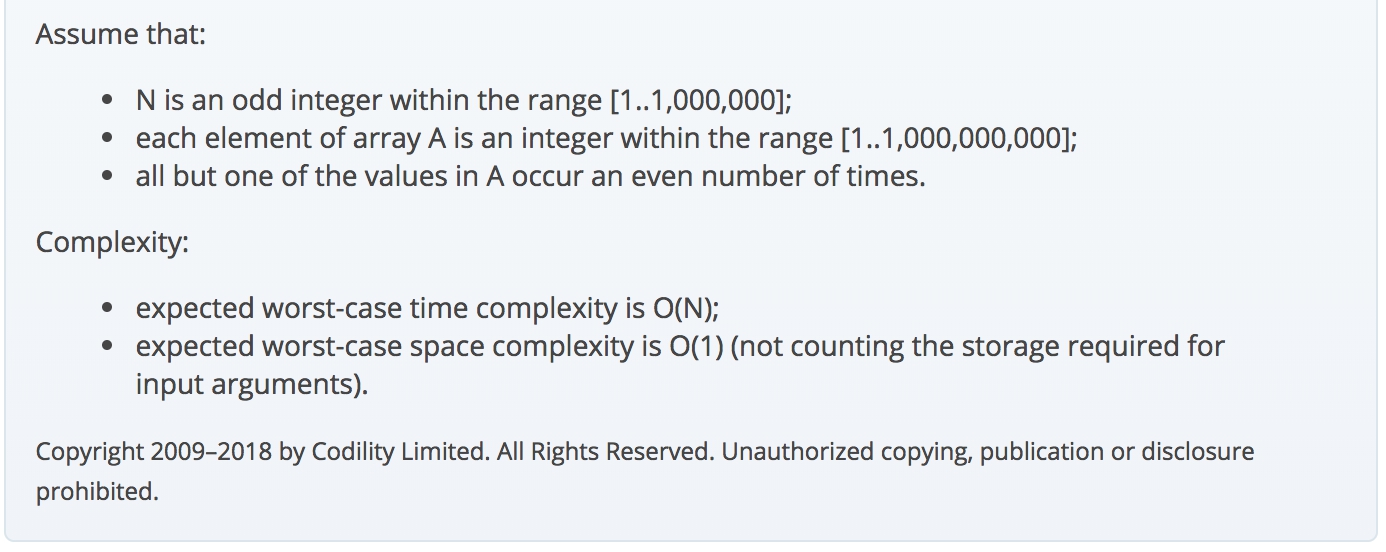 Assume that:
• N is an odd integer within the range [1..1,000,000];
• each element of array A is an integer within the range [1..1,000,000,000];
• all but one of the values in A occur an even number of times.
Complexity:
• expected worst-case time complexity is O(N);
• expected worst-case space complexity is O(1) (not counting the storage required for
input arguments).
Copyright 2009–2018 by Codility Limited. All Rights Reserved. Unauthorized copying, publication or disclosure
prohibited.